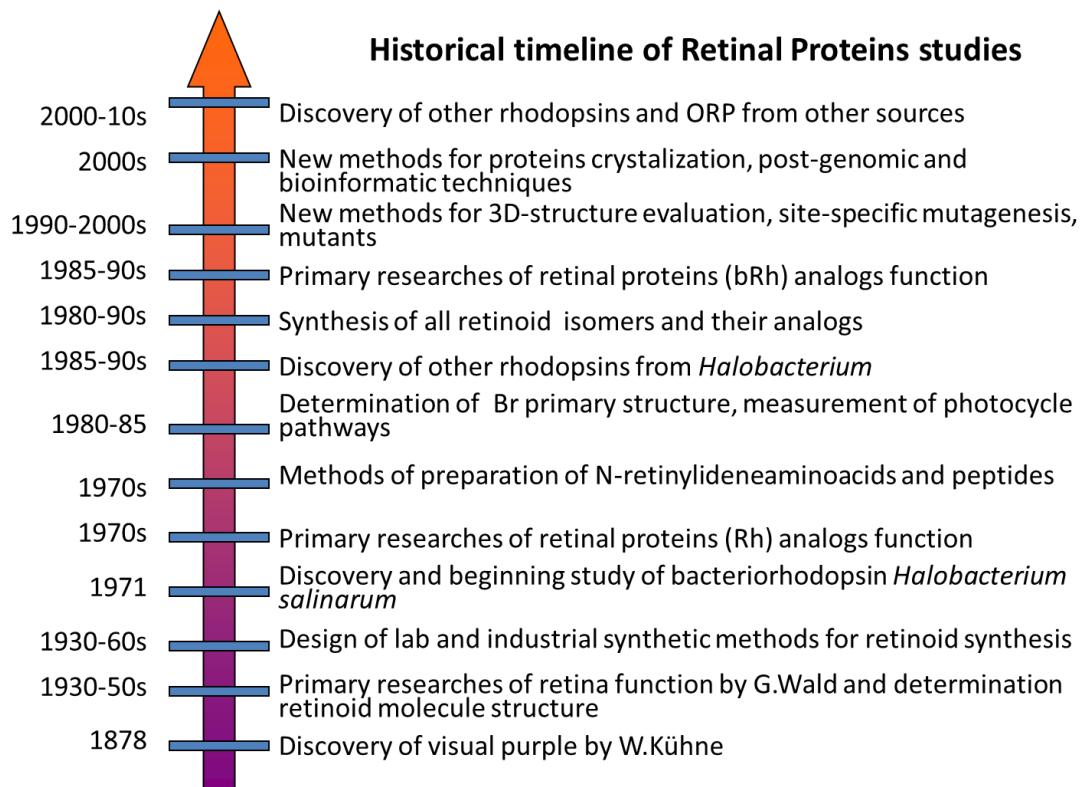 Historical timeline of Retinal Proteins studies
2000-10s
Discovery of other rhodopsins and ORP from other sources
2000s
New methods for proteins crystalization, post-genomic and
bioinformatic techniques
1990-2000s
New methods for 3D-structure evaluation, site-specific mutagenesis,
mutants
1985-90s
Primary researches of retinal proteins (bRh) analogs function
1980-90s
Synthesis of all retinoid isomers and their analogs
1985-90s
Discovery of other rhodopsins from Halobacterium
1980-85
Determination of Br primary structure, measurement of photocycle
pathways
1970s
Methods of preparation of N-retinylideneaminoacids and peptides
1970s
Primary researches of retinal proteins (Rh) analogs function
1971
Discovery and beginning study of bacteriorhodopsin Halobacterium
salinarum
1930-60s
Design of lab and industrial synthetic methods for retinoid synthesis
1930-50s
Primary researches of retina function by G.Wald and determination
retinoid molecule structure
1878
Discovery of visual purple by W.Kühne